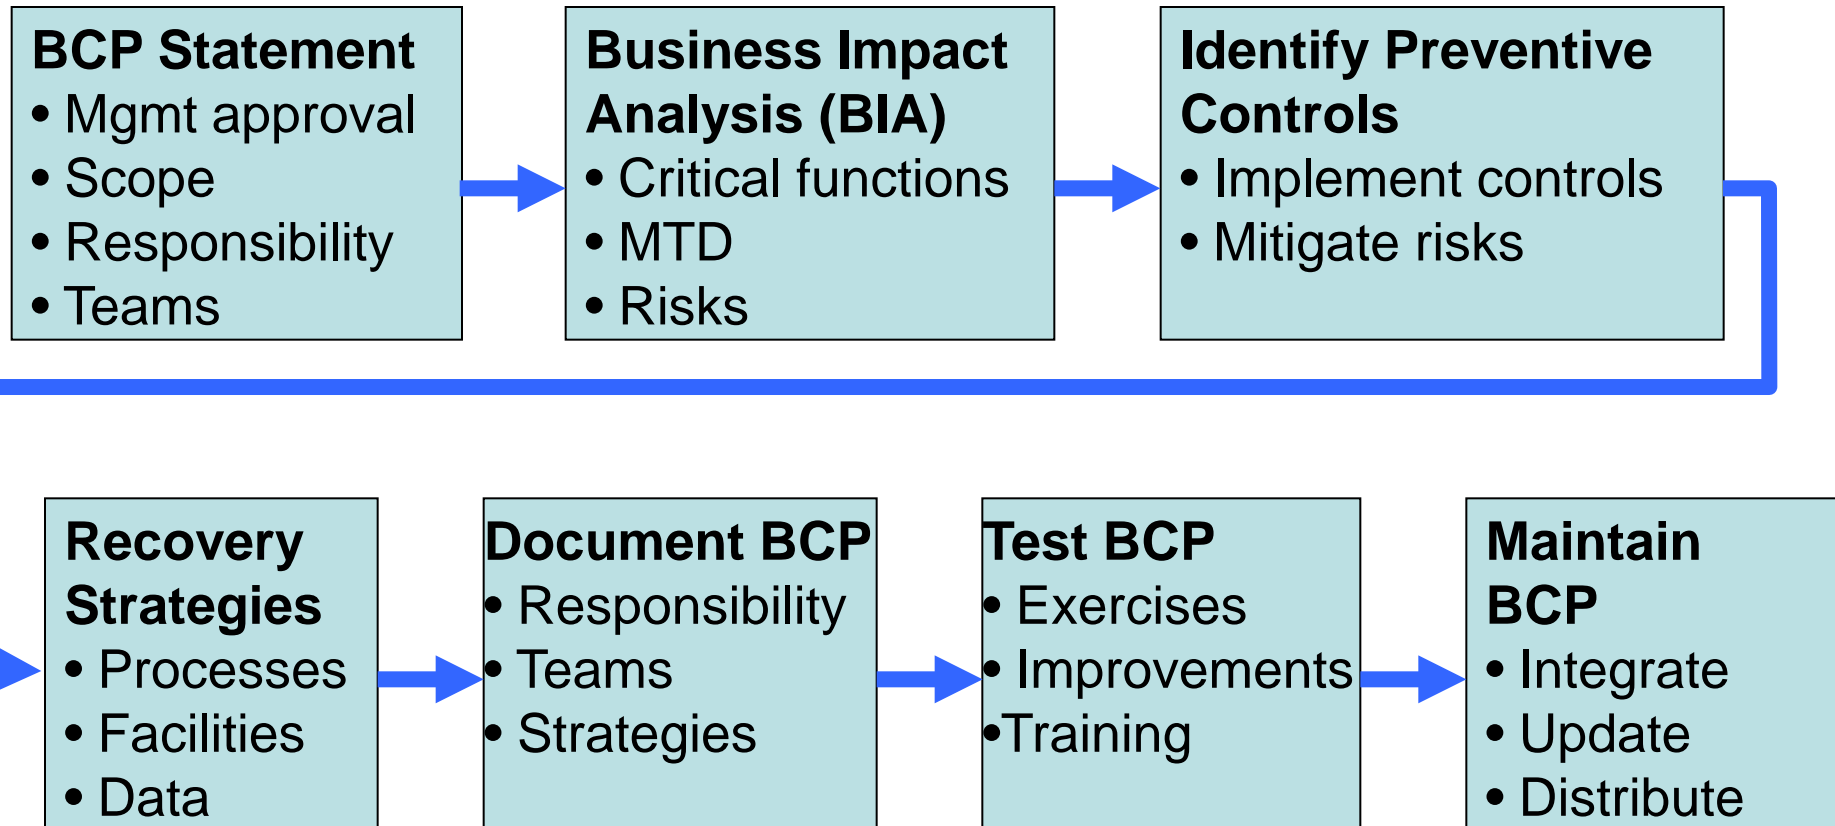 BCP Statement
• Mgmt approval
• Scope
• Responsibility
• Teams
Business Impact
Analysis (BIA)
• Critical functions
• MTD
• Risks
Identify Preventive
Controls
• Implement controls
• Mitigate risks
Recovery
Strategies
• Processes
• Facilities
• Data
Document BCP
• Responsibility
• Teams
• Strategies
Test BCP
• Exercises
• Improvements
•Training
Maintain
BCP
• Integrate
• Update
• Distribute